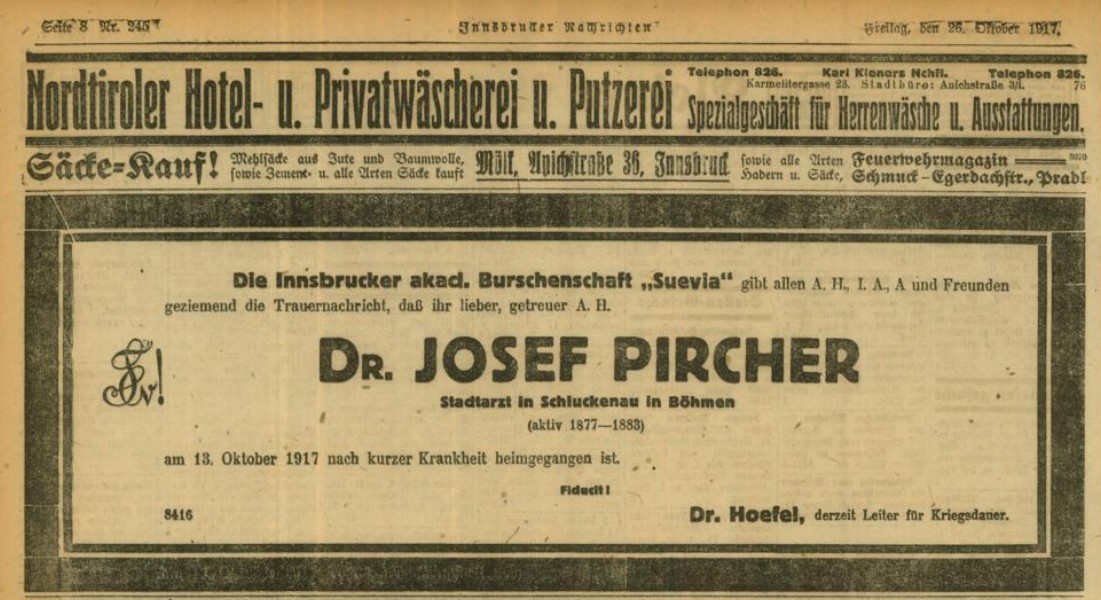 Seite 8 Nr. 245
Innsbrucker Nachrichten
Freitag, den 26. Oktober 1917.
Nordtiroler Hotel- u. Privatwäscherei u. Putzerei
Telephon 826. Karl Kieners Nchfl. Telephon 826.
Karmelitergasse 23. Stadtbüro: Anichstraße 3/I. 76
Spezialgeschäft für Herrenwäsche u. Ausstattungen.
Säcke-Kauf!
Mehlsäcke aus Jute und Baumwolle,
sowie Zement- u. alle Arten Säcke kauft
Mölk, Anichstraße 36, Innsbruck
sowie alle Arten
Hadern u. Säcke,
Feuerwehrmagazin
Schmuck-Egerdachstr., Pradl
Die Innsbrucker akad. Burschenschaft „Suevia“ gibt allen A. H., I. A., A und Freunden
geziemend die Trauernachricht, daß ihr lieber, getreuer A. H.
DR. JOSEF PIRCHER
Stadtarzt in Schluckenau in Böhmen
(aktiv 1877—1883)
am 13. Oktober 1917 nach kurzer Krankheit heimgegangen ist.
Fiducit!
8416
Dr. Hoefel, derzeit Leiter für Kriegsdauer.